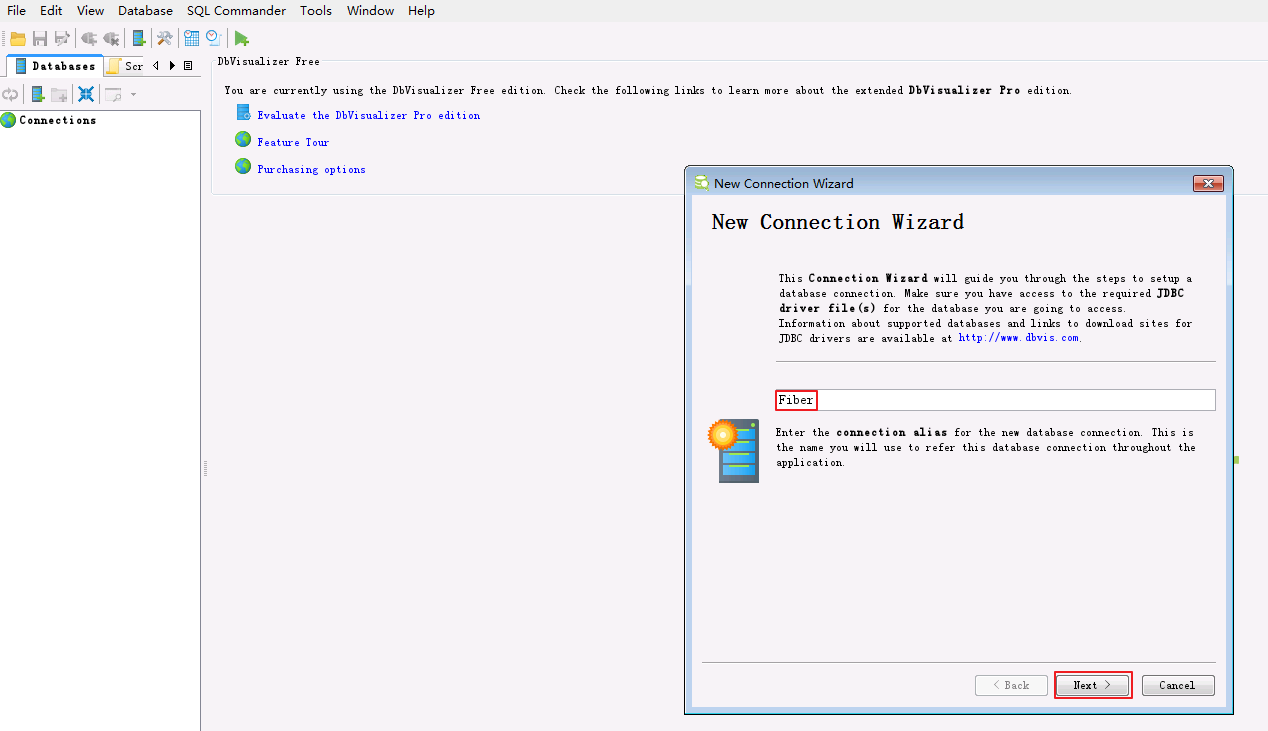 File Edit View Database SQL Commander Tools Window Help
Databases Scr
Connections
DbVisualizer Free
You are currently using the DbVisualizer Free edition. Check the following links to learn more about the extended DbVisualizer Pro edition.
Evaluate the DbVisualizer Pro edition
Feature Tour
Purchasing options
New Connection Wizard
New Connection Wizard
This Connection Wizard will guide you through the steps to setup a
database connection. Make sure you have access to the required JDBC
driver file(s) for the database you are going to access.
Information about supported databases and links to download sites for
JDBC drivers are available at http://www.dbvis.com.
Fiber
Enter the connection alias for the new database connection. This is
the name you will use to refer this database connection throughout the
application.
< Back Next > Cancel